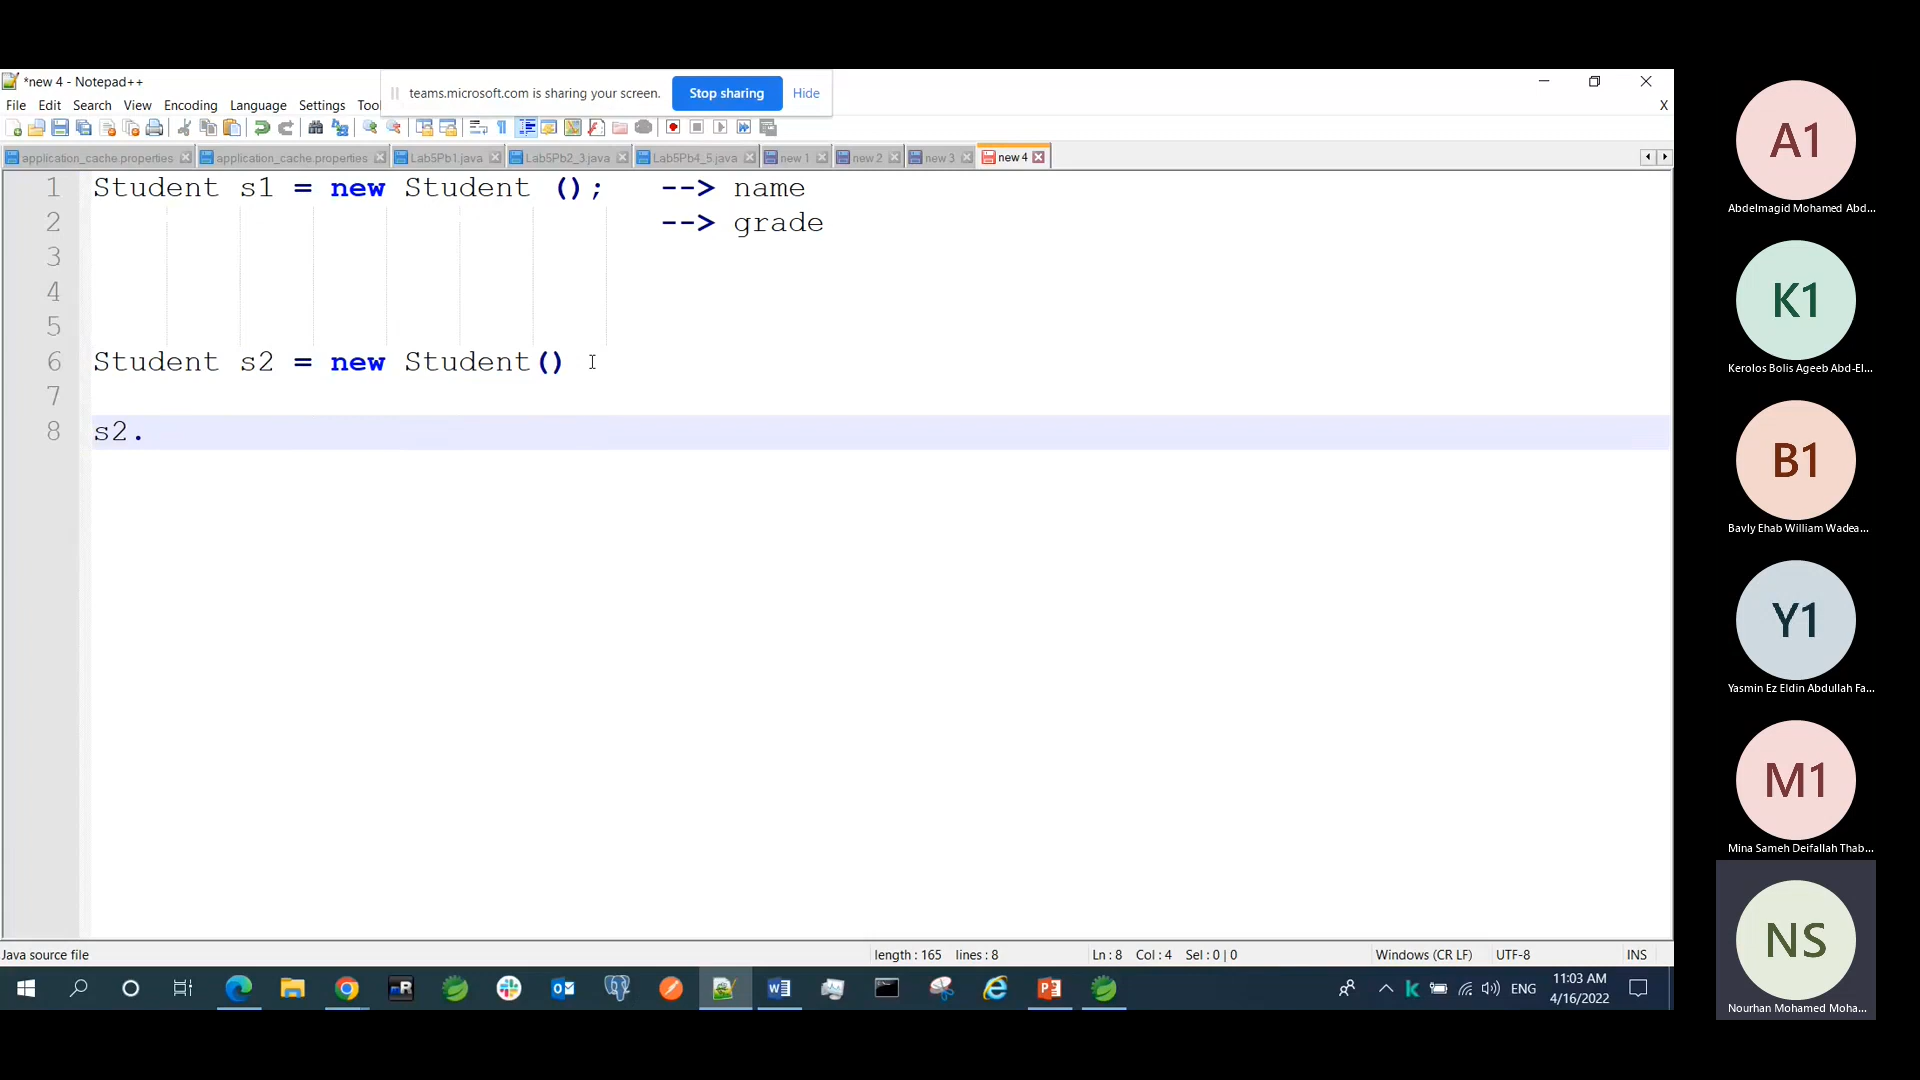 *new 4 - Notepad++
teams.microsoft.com is sharing your screen. Stop sharing Hide
File Edit Search View Encoding Language Settings Too X
application_cache.properties application_cache.properties Lab5Pb1.java Lab5Pb2_3.java Lab5Pb4_5.java new 1 new 2 new 3 new 4
1 Student s1 = new Student (); --> name
2 --> grade
3
4
5
6 Student s2 = new Student()
7
8 s2.
Java source file length : 165 lines : 8 Ln : 8 Col : 4 Sel : 0 | 0 Windows (CR LF) UTF-8 INS
ENG 11:03 AM
4/16/2022
A1
Abdelmagid Mohamed Abd...
K1
Kerolos Bolis Ageeb Abd-El...
B1
Bavly Ehab William Wadea...
Y1
Yasmin Ez Eldin Abdullah Fa...
M1
Mina Sameh Deifallah Thab...
NS
Nourhan Mohamed Moha...